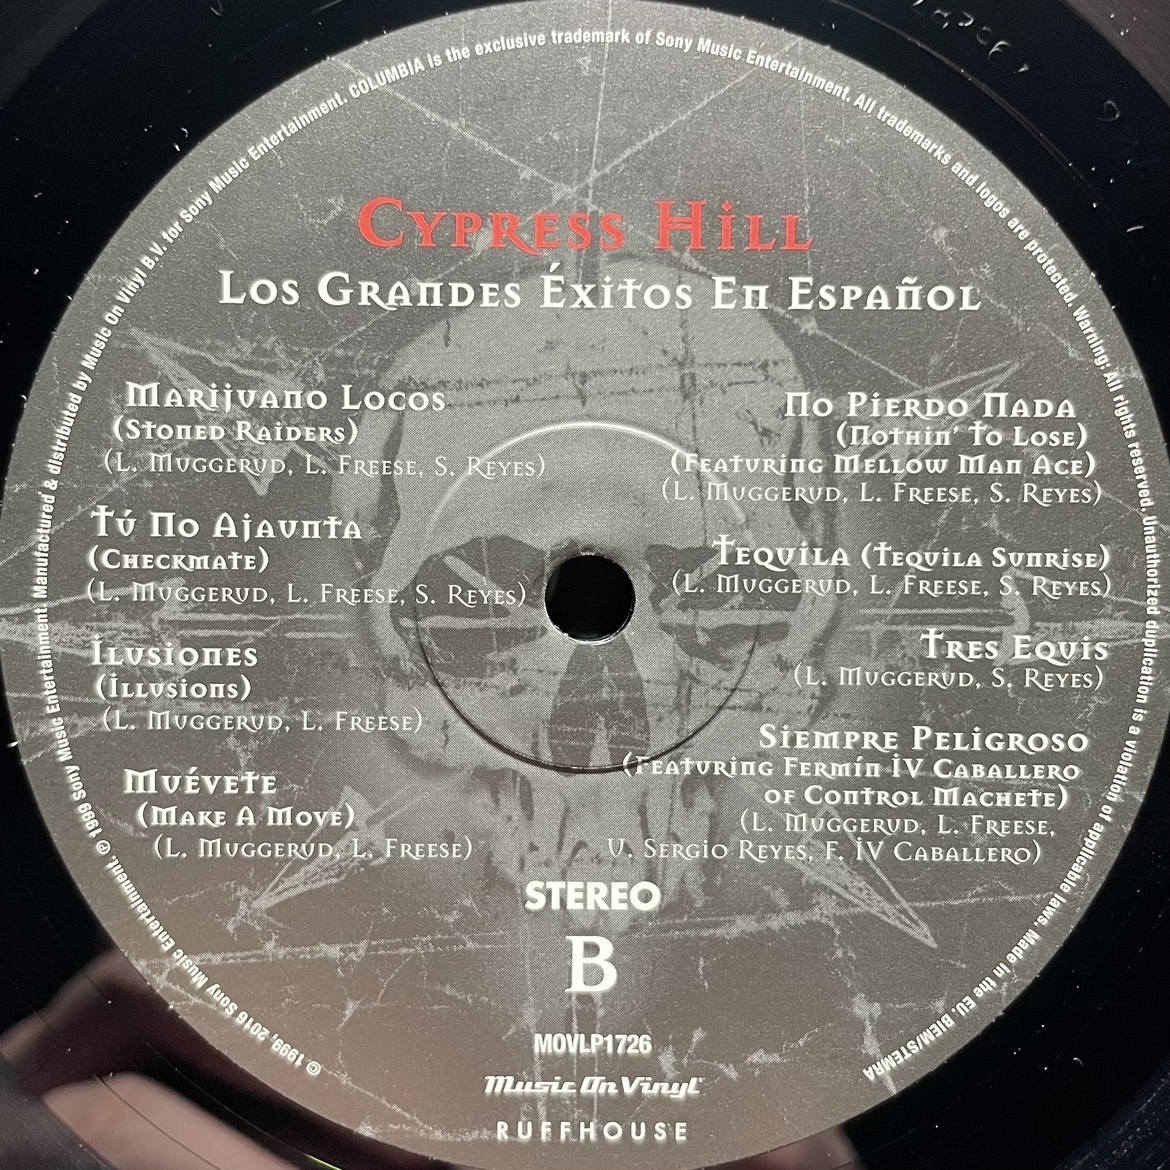 Cypress Hill
Los Grandes Éxitos En Español
Marijuano Locos
(Stoned Raiders)
(L. Muggerud, L. Freese, S. Reyes)
Tú No Ajaunta
(Checkmate)
(L. Muggerud, L. Freese, S. Reyes)
Ilusiones
(Illusions)
(L. Muggerud, L. Freese)
Muévete
(Make A Move)
(L. Muggerud, L. Freese)
No Pierdo Nada
(Nothin' To Lose)
(Featuring Mellow Man Ace)
(L. Muggerud, L. Freese, S. Reyes)
Tequila (Tequila Sunrise)
(L. Muggerud, L. Freese, S. Reyes)
Tres Equis
(L. Muggerud, S. Reyes)
Siempre Peligroso
(Featuring Fermín IV Caballero
of Control Machete)
(L. Muggerud, L. Freese,
U. Sergio Reyes, F. IV Caballero)
STEREO
B
MOVLP1726
Music On Vinyl
RUFFHOUSE
© 1999, 2016 Sony Music Entertainment. ℗ 1999 Sony Music Entertainment. Manufactured & distributed by Music On Vinyl B.V. for Sony Music Entertainment. COLUMBIA is the exclusive trademark of Sony Music Entertainment. All trademarks and logos are protected. Warning: All rights reserved. Unauthorized duplication is a violation of applicable laws. Made in the EU. BIEM/STEMRA